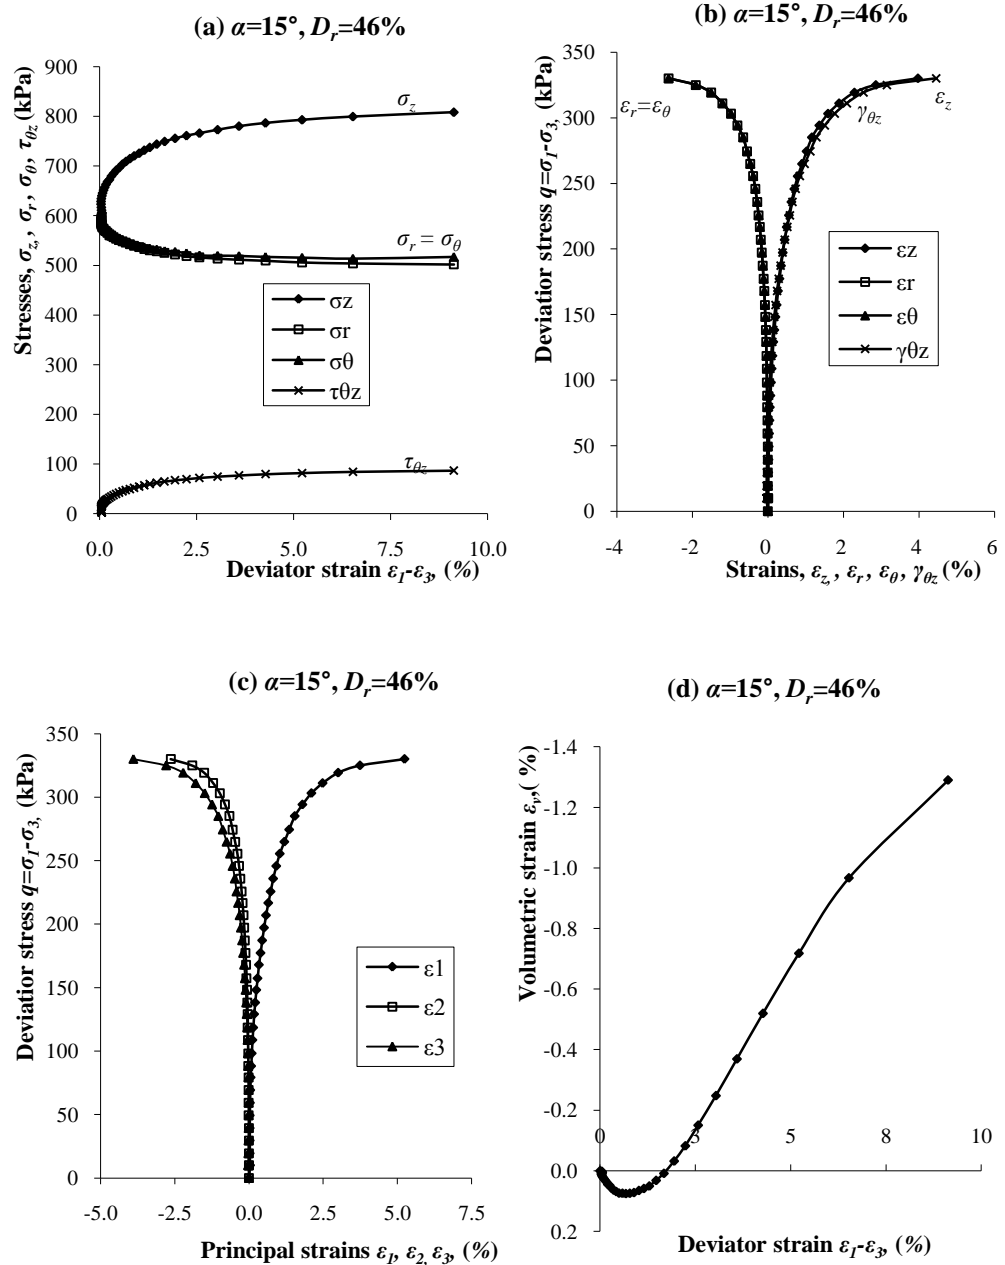 (a) α=15°, Dr=46%
Stresses, σz, σr, σθ, τθz (kPa)
900
800
700
600
500
400
300
200
100
0
σz
σr = σθ
σz
σr
σθ
τθz
τθz
0.0
2.5
5.0
7.5
10.0
Deviator strain ε1-ε3, (%)
(b) α=15°, Dr=46%
Deviatior stress q=σ1-σ3, (kPa)
350
300
250
200
150
100
50
0
εr=εθ
γθz
εz
εz
εr
εθ
γθz
-4
-2
0
2
4
6
Strains, εz, εr, εθ, γθz (%)
(c) α=15°, Dr=46%
Deviatior stress q=σ1-σ3, (kPa)
350
300
250
200
150
100
50
0
ε1
ε2
ε3
-5.0
-2.5
0.0
2.5
5.0
7.5
Principal strains ε1, ε2, ε3, (%)
(d) α=15°, Dr=46%
Volumetric strain εv,( %)
-1.4
-1.2
-1.0
-0.8
-0.6
-0.4
-0.2
0.0
0.2
0
3
5
8
10
Deviator strain ε1-ε3, (%)